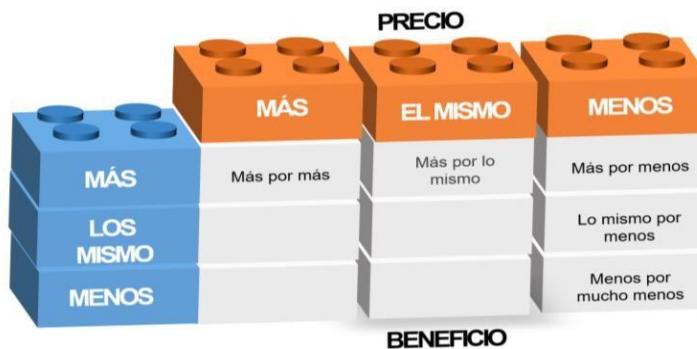 PRECIO
MÁS
EL MISMO
MENOS
MÁS
Más por más
Más por lo
mismo
Más por menos
LOS
MISMO
Lo mismo por
menos
MENOS
Menos por
mucho menos
BENEFICIO